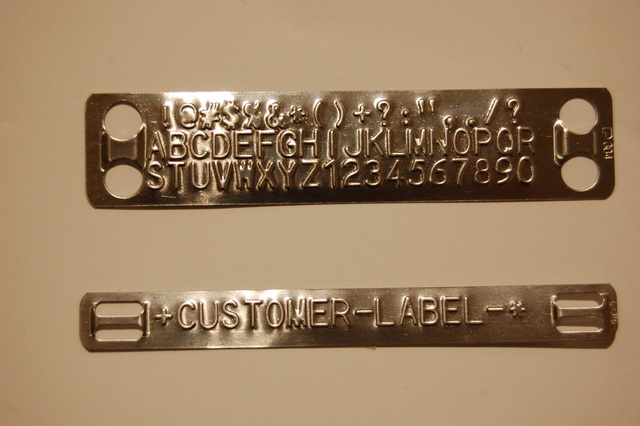 !@#$%&*()+?:",./?
ABCDEFGHIJKLMNOPQR
STUVWXYZ1234567890
+CUSTOMER-LABEL-*